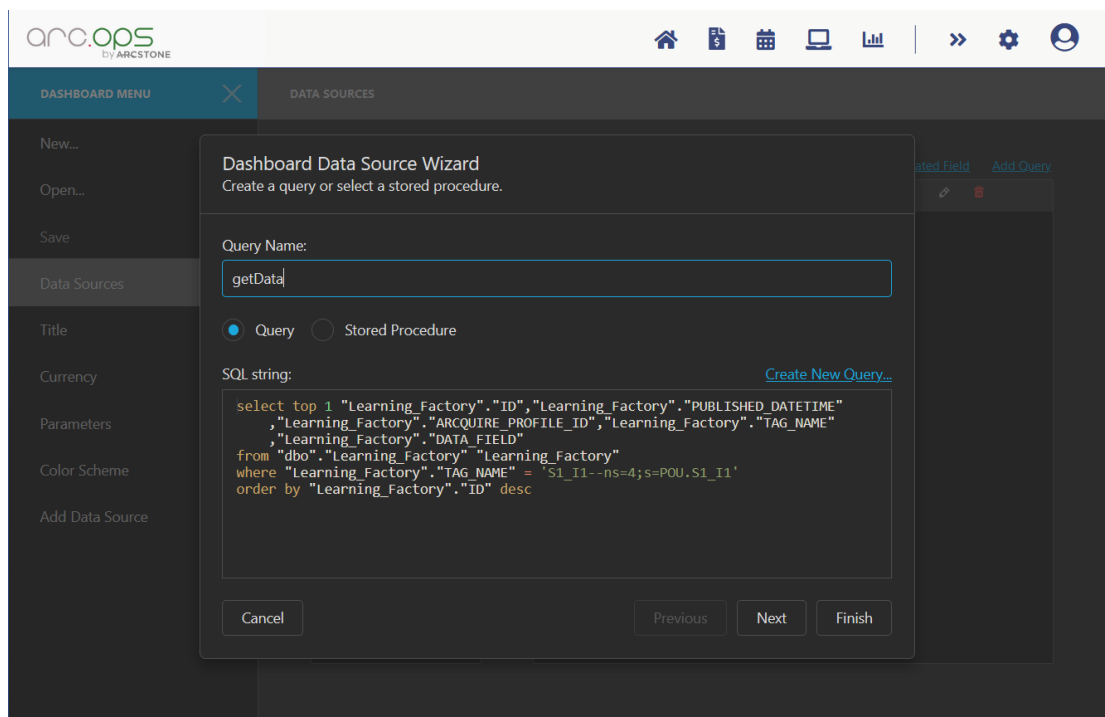 arc.ops
by ARCSTONE
DASHBOARD MENU
DATA SOURCES
New...
Open...
Save
Data Sources
Title
Currency
Parameters
Color Scheme
Add Data Source
ated Field Add Query
Dashboard Data Source Wizard
Create a query or select a stored procedure.
Query Name:
getData
Query Stored Procedure
SQL string: Create New Query...
select top 1 "Learning_Factory"."ID","Learning_Factory"."PUBLISHED_DATETIME"
,"Learning_Factory"."ARCQUIRE_PROFILE_ID","Learning_Factory"."TAG_NAME"
,"Learning_Factory"."DATA_FIELD"
from "dbo"."Learning_Factory" "Learning_Factory"
where "Learning_Factory"."TAG_NAME" = 'S1_I1--ns=4;s=POU.S1_I1'
order by "Learning_Factory"."ID" desc
Cancel Previous Next Finish